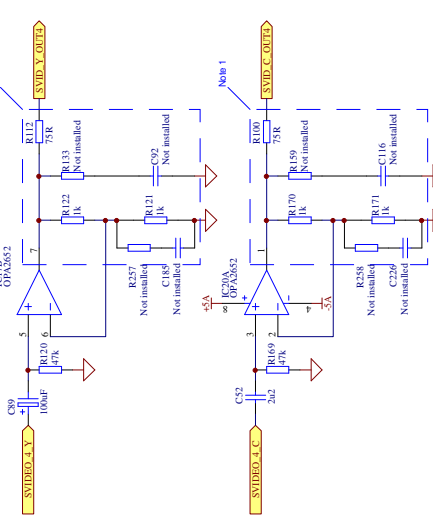 SVID_Y_OUT4
R112
75R
R133
Not installed
C92
Not installed
R122
1k
R121
1k
R257
Not installed
C185
Not installed
7
OPA2652
5
6
R120
47k
C89
100uF
+
SVIDEO_4_Y
Note 1
SVID_C_OUT4
R100
75R
R159
Not installed
C116
Not installed
R170
1k
R171
1k
R258
Not installed
C226
Not installed
1
IC20A
OPA2652
+5A
8
4
-5A
3
2
R169
47k
C52
2u2
SVIDEO_4_C